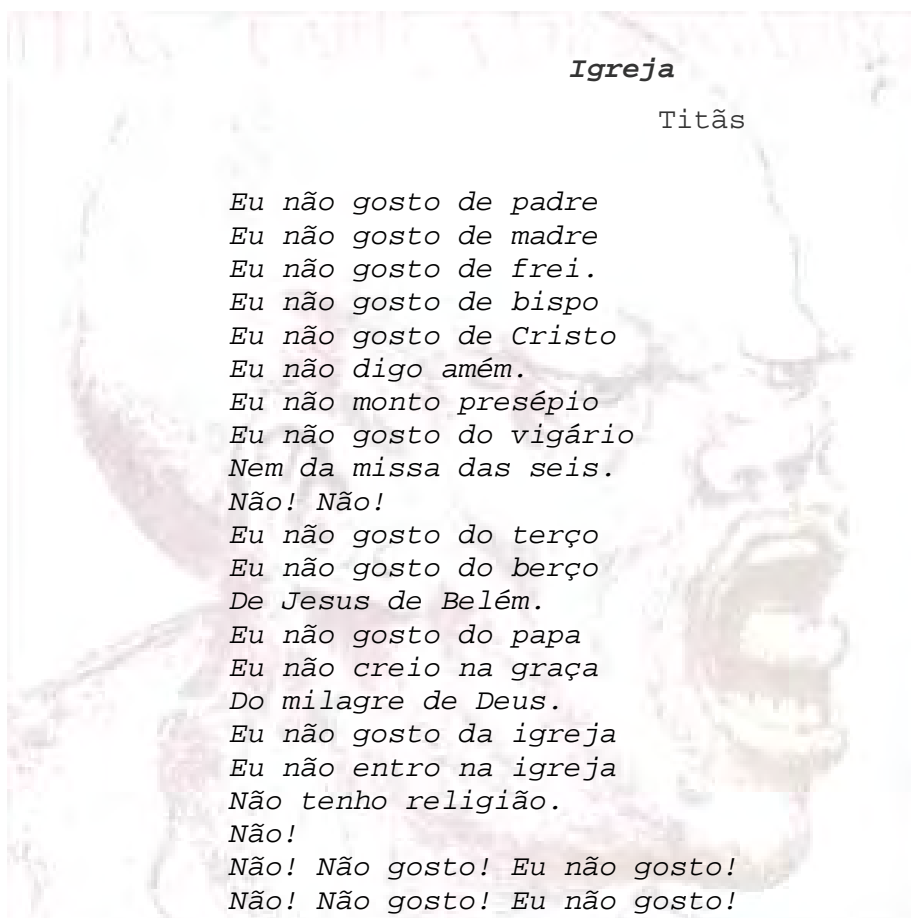 Igreja
Titãs
Eu não gosto de padre
Eu não gosto de madre
Eu não gosto de frei.
Eu não gosto de bispo
Eu não gosto de Cristo
Eu não digo amém.
Eu não monto presépio
Eu não gosto do vigário
Nem da missa das seis.
Não! Não!
Eu não gosto do terço
Eu não gosto do berço
De Jesus de Belém.
Eu não gosto do papa
Eu não creio na graça
Do milagre de Deus.
Eu não gosto da igreja
Eu não entro na igreja
Não tenho religião.
Não!
Não! Não gosto! Eu não gosto!
Não! Não gosto! Eu não gosto!